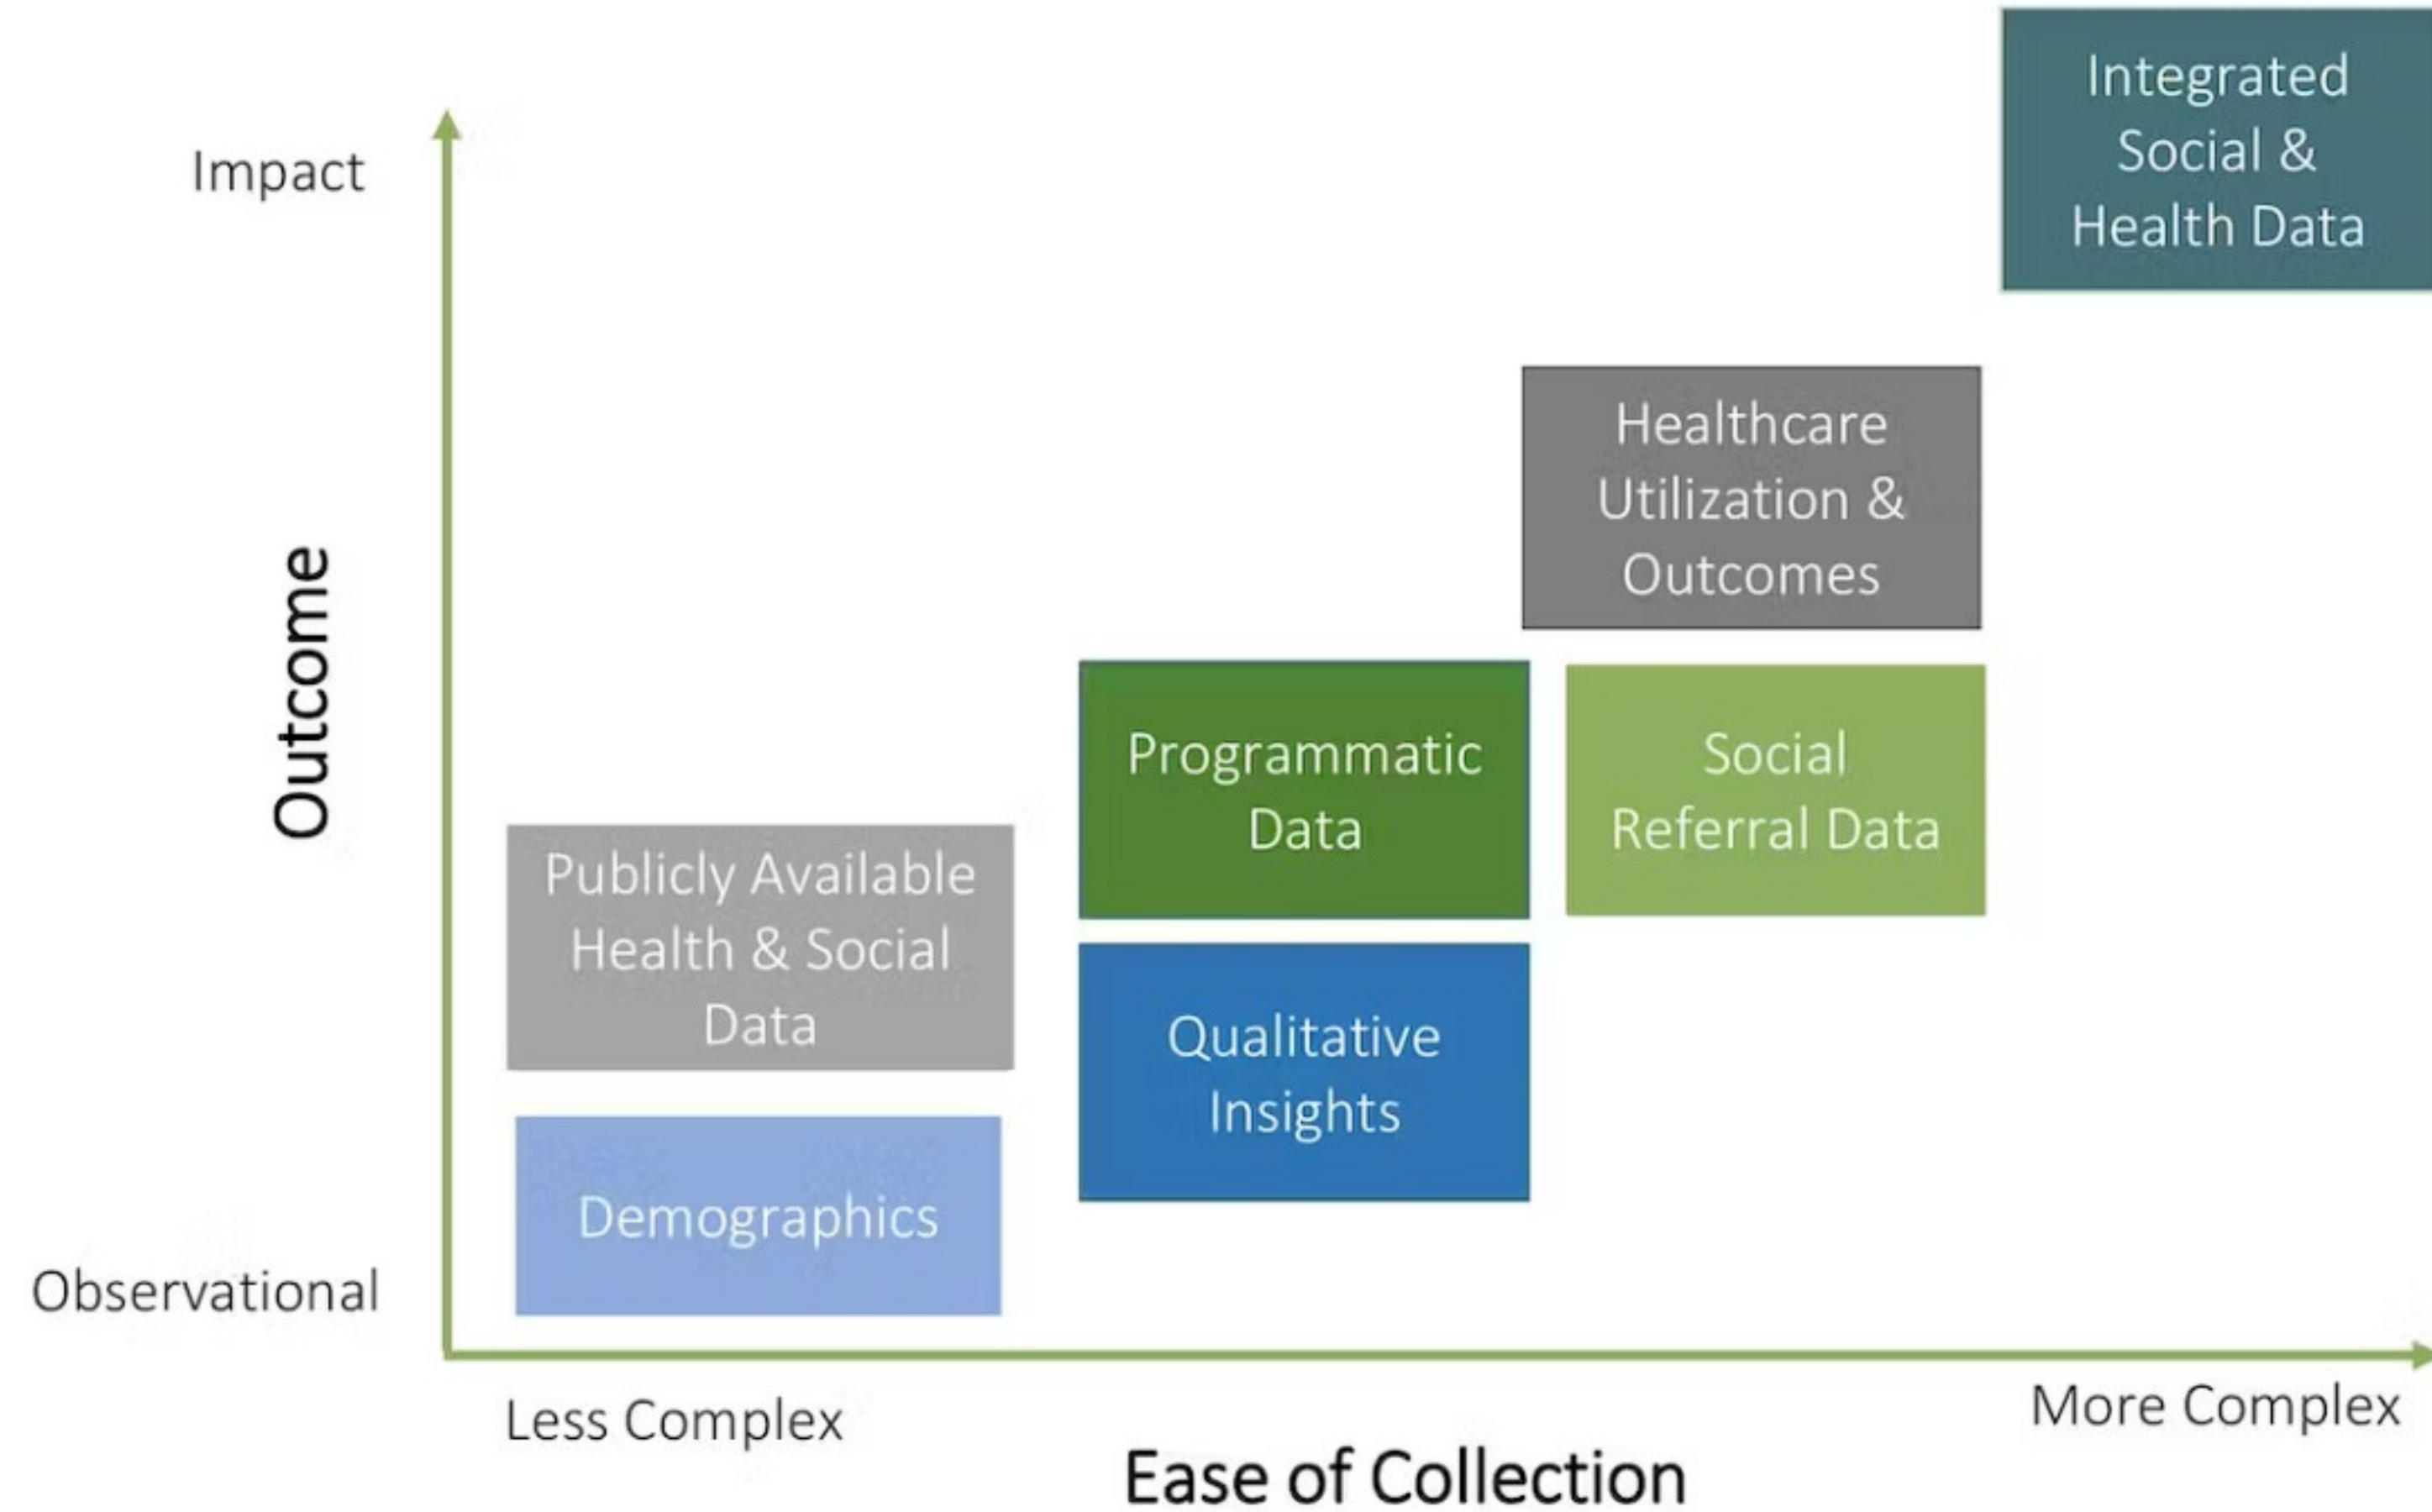 Integrated
Social &
Health Data
Impact
Healthcare
Utilization &
Outcomes
Outcome
Programmatic
Data
Social
Referral Data
Publicly Available
Health & Social
Data
Qualitative
Insights
Demographics
Observational
Less Complex
More Complex
Ease of Collection